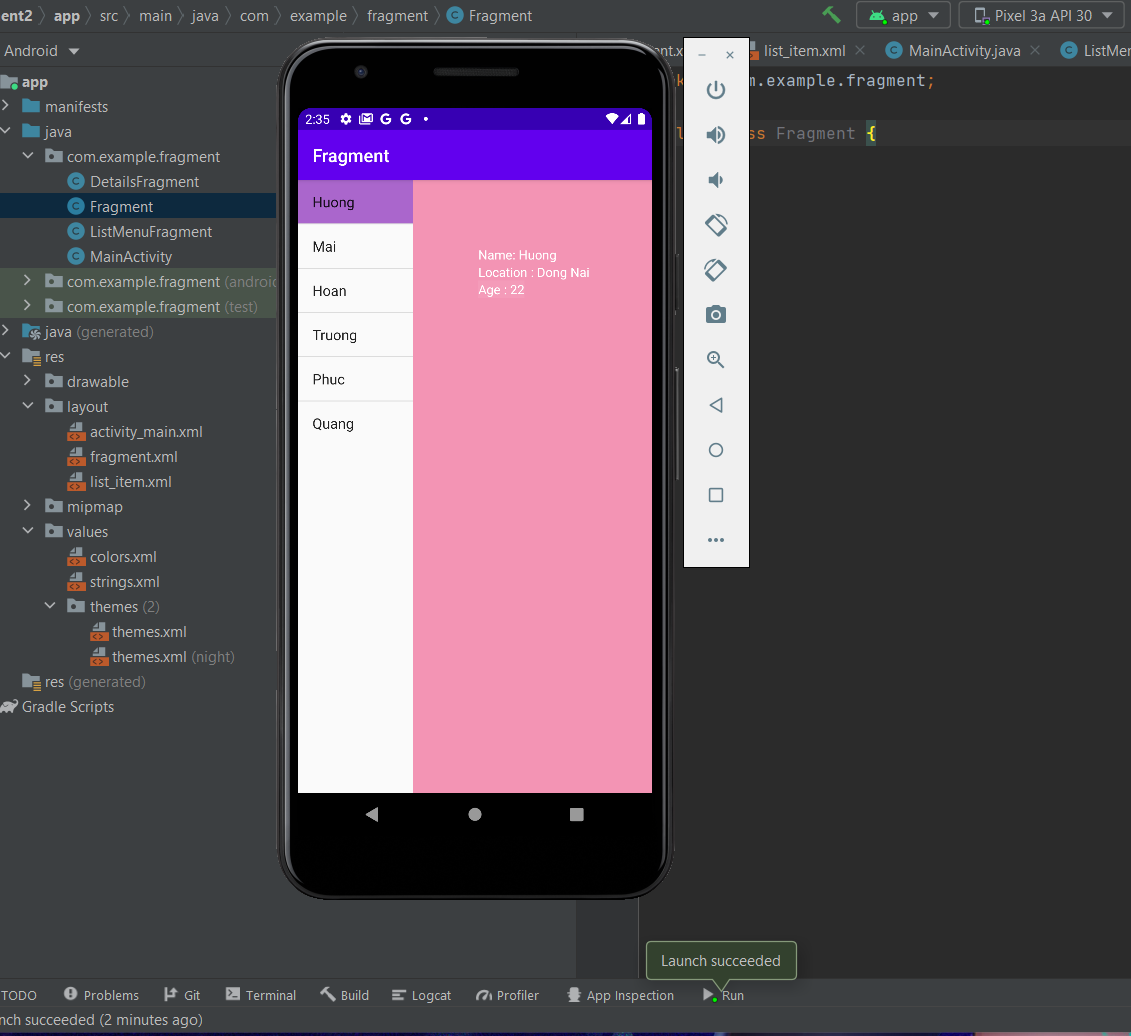 ent2 app src main java com example fragment Fragment app Pixel 3a API 30
Android
list_item.xml MainActivity.java
app
manifests
java
com.example.fragment
DetailsFragment
Fragment
ListMenuFragment
MainActivity
com.example.fragment
com.example.fragment (test)
java (generated)
res
drawable
layout
activity_main.xml
fragment.xml
list_item.xml
mipmap
values
colors.xml
strings.xml
themes (2)
themes.xml
themes.xml (night)
res (generated)
Gradle Scripts
2:35
Fragment
Huong
Mai
Hoan
Truong
Phuc
Quang
Name: Huong
Location : Dong Nai
Age : 22
m.example.fragment;
ss Fragment {
Launch succeeded
TODO Problems Git Terminal Build Logcat Profiler App Inspection Run
nch succeeded (2 minutes ago)